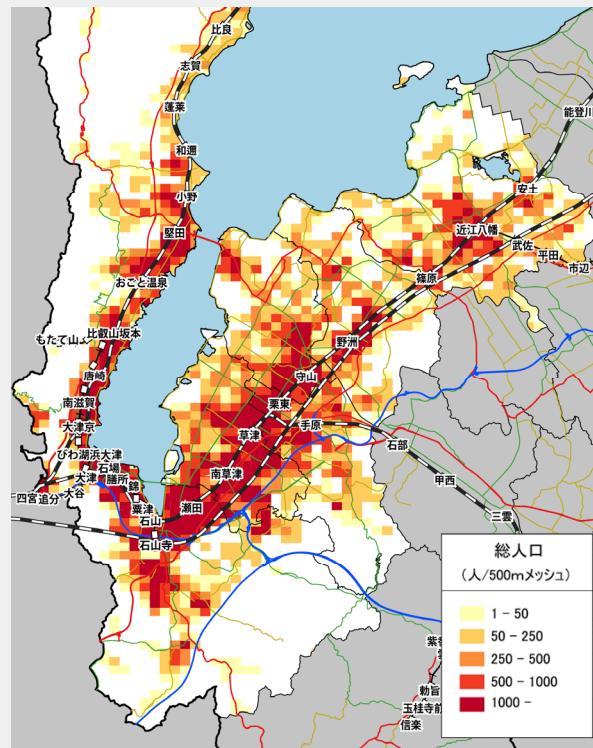 比良
志賀
蓬莱
能登川
和邇
小野
安土
堅田
近江八幡
武佐
平田
市辺
おごと温泉
篠原
もたて山
比叡山坂本
野洲
唐崎
守山
南滋賀
栗東
手原
大津京
草津
石部
びわ湖浜大津
石場
大津
膳所
南草津
甲西
大谷
錦
四宮
追分
粟津
瀬田
石山
三雲
石山寺
総人口
(人/500mメッシュ)
1 - 50
50 - 250
250 - 500
500 - 1000
1000 -
勅旨
玉桂寺前
信楽